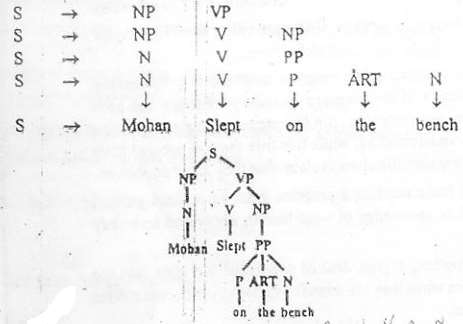 S → NP VP
S → NP V NP
S → N V PP
S → N V P ÀRT N
↓ ↓ ↓ ↓ ↓
S → Mohan Slept on the bench
S
NP VP
N V NP
Mohan Slept PP
P ART N
on the bench